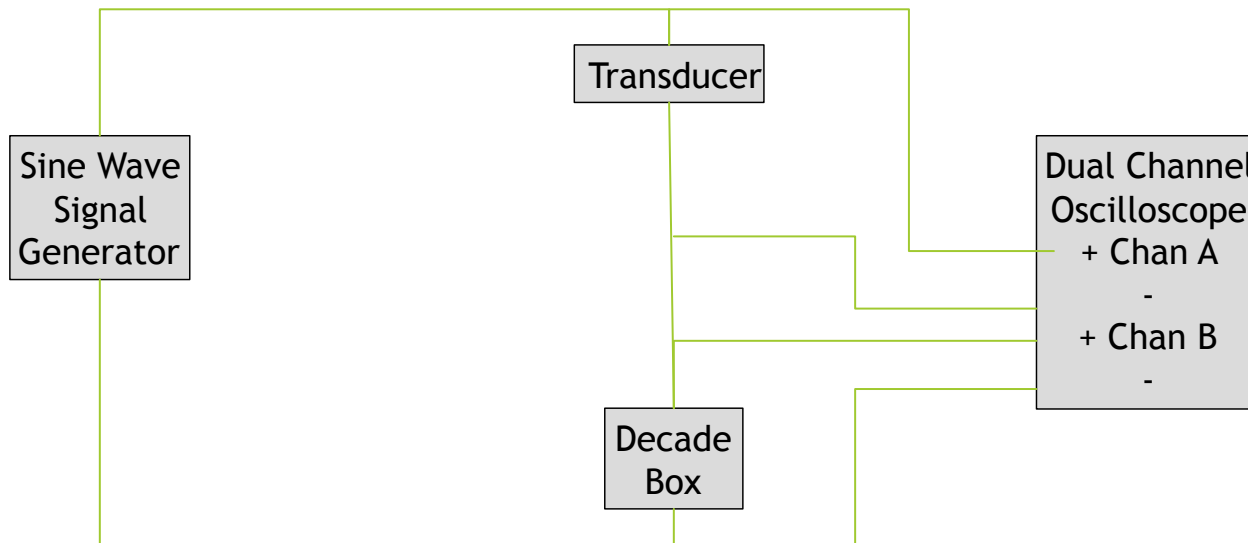 Transducer
Sine Wave
Signal
Generator
Dual Channel
Oscilloscope
+ Chan A
-
+ Chan B
-
Decade
Box